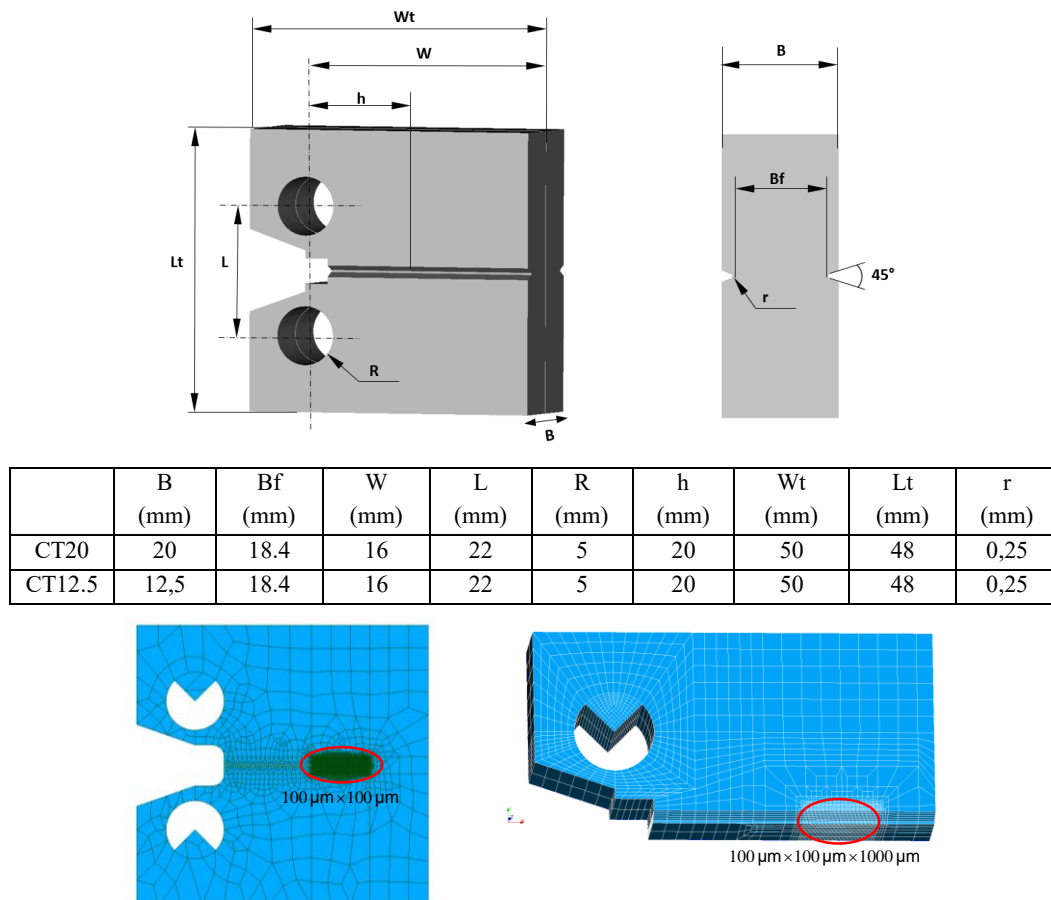 Wt
W
B
h
Bf
Lt
L
45°
r
R
B
B Bf W L R h Wt Lt r
(mm) (mm) (mm) (mm) (mm) (mm) (mm) (mm) (mm)
CT20 20 18.4 16 22 5 20 50 48 0,25
CT12.5 12,5 18.4 16 22 5 20 50 48 0,25
100 µm×100 µm
100 µm×100 µm×1000 µm